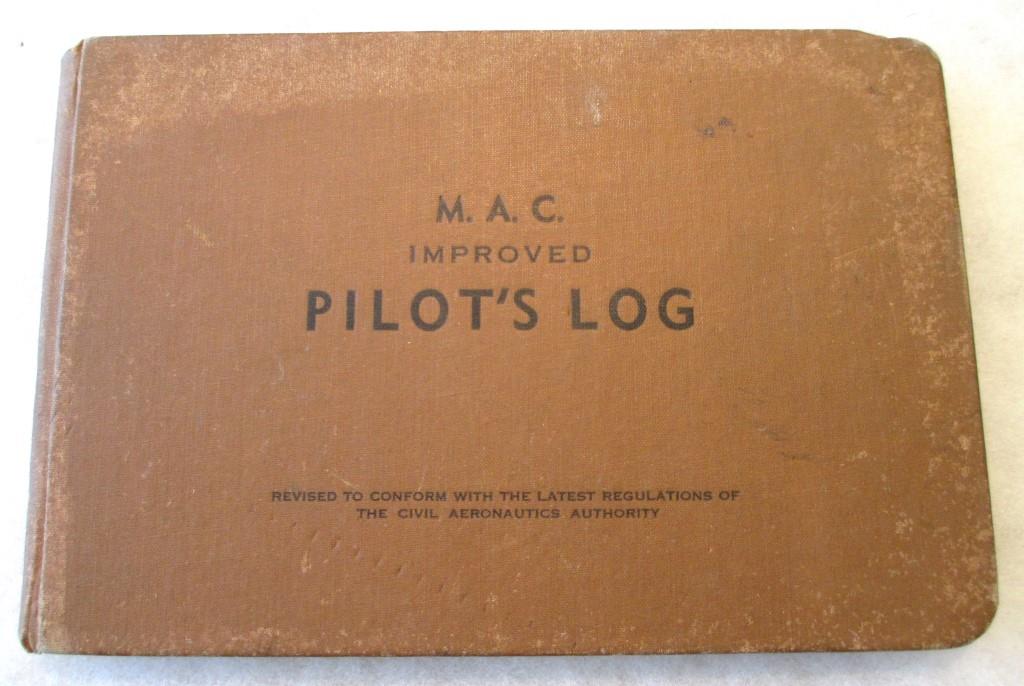 M. A. C.
IMPROVED
PILOT'S LOG
REVISED TO CONFORM WITH THE LATEST REGULATIONS OF
THE CIVIL AERONAUTICS AUTHORITY